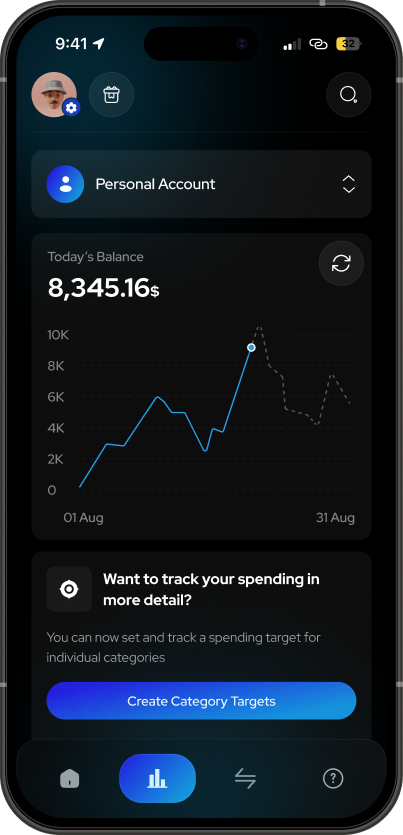 9:41
32
Personal Account
Today's Balance
8,345.16$
10K
8K
6K
4K
2K
0
01 Aug 31 Aug
Want to track your spending in
more detail?
You can now set and track a spending target for
individual categories
Create Category Targets